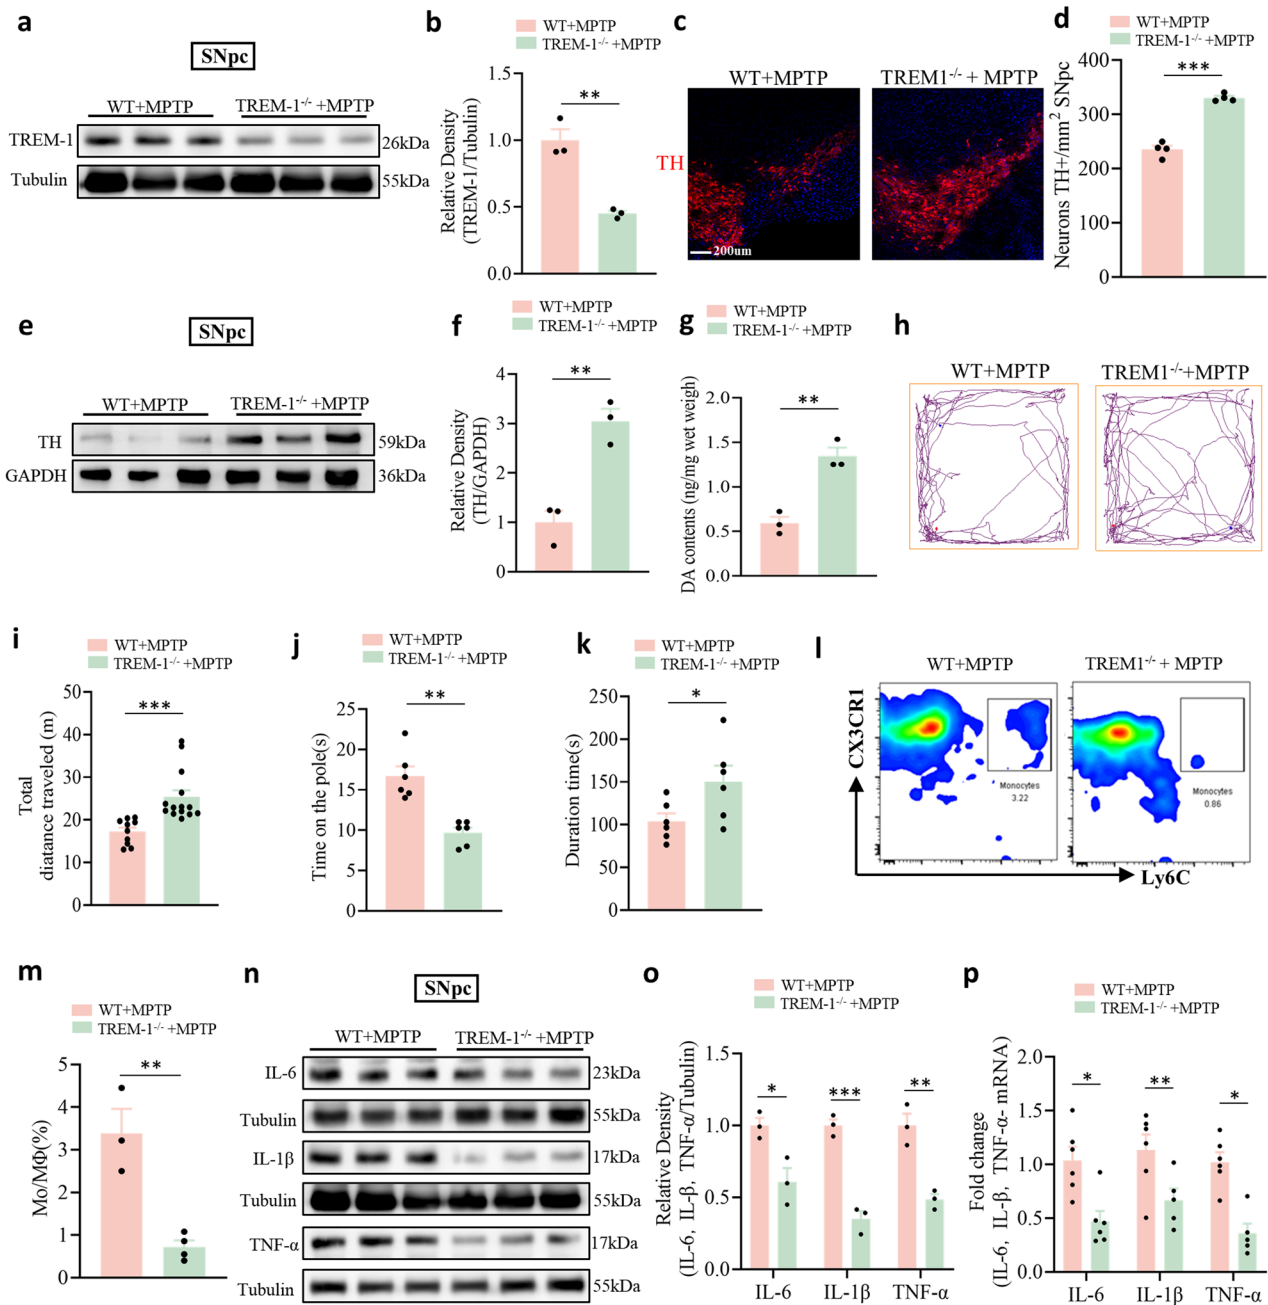 a
SNpc
WT+MPTP
TREM-1-/- +MPTP
TREM-1
26kDa
Tubulin
55kDa
b
WT+MPTP
TREM-1-/- +MPTP
Relative Density
(TREM-1/Tubulin)
1.5
1.0
0.5
0.0
**
c
WT+MPTP
TREM1-/- + MPTP
TH
200um
d
WT+MPTP
TREM-1-/- +MPTP
Neurons TH+/mm2 SNpc
400
300
200
100
0
***
e
SNpc
WT+MPTP
TREM-1-/- +MPTP
TH
59kDa
GAPDH
36kDa
f
WT+MPTP
TREM-1-/- +MPTP
Relative Density
(TH/GAPDH)
4
3
2
1
0
**
g
WT+MPTP
TREM-1-/- +MPTP
DA contents (ng/mg wet weigh)
2.0
1.5
1.0
0.5
0.0
**
h
WT+MPTP
TREM1-/-+MPTP
i
WT+MPTP
TREM-1-/- +MPTP
Total
diatance traveled (m)
50
40
30
20
10
0
***
j
WT+MPTP
TREM-1-/- +MPTP
Time on the pole(s)
25
20
15
10
5
0
**
k
WT+MPTP
TREM-1-/- +MPTP
Duration time(s)
250
200
150
100
50
0
*
l
WT+MPTP
TREM1-/- + MPTP
CX3CR1
Monocytes
3.22
Monocytes
0.86
Ly6C
m
WT+MPTP
TREM-1-/- +MPTP
Mo/MΦ(%)
5
4
3
2
1
0
**
n
SNpc
WT+MPTP
TREM-1-/- +MPTP
IL-6
23kDa
Tubulin
55kDa
IL-1β
17kDa
Tubulin
55kDa
TNF-α
17kDa
Tubulin
55kDa
o
WT+MPTP
TREM-1-/- +MPTP
Relative Density
(IL-6, IL-β, TNF-α/Tubulin)
1.5
1.0
0.5
0.0
*
***
**
IL-6
IL-1β
TNF-α
p
WT+MPTP
TREM-1-/- +MPTP
Fold change
(IL-6, IL-β, TNF-α- mRNA)
2.0
1.5
1.0
0.5
0.0
*
**
*
IL-6
IL-1β
TNF-α